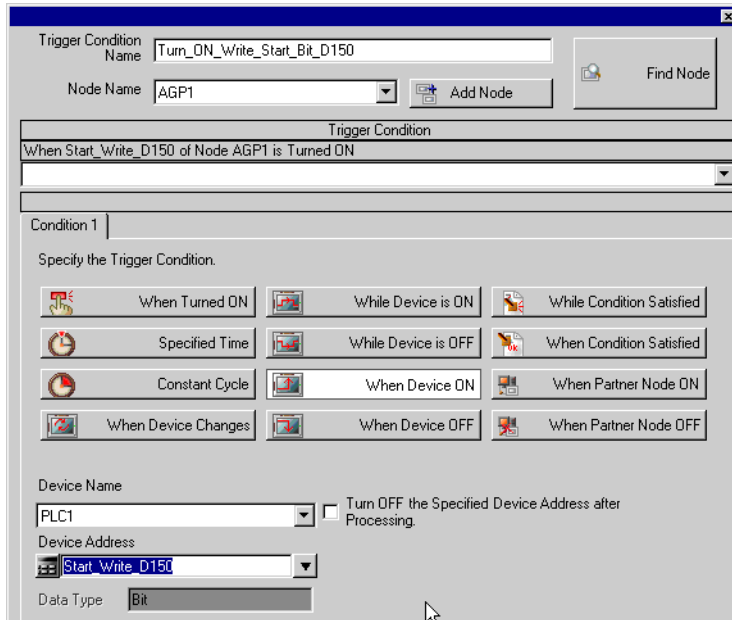 Trigger Condition
Name
Turn_ON_Write_Start_Bit_D150
Find Node
Node Name
AGP1
Add Node
Trigger Condition
When Start_Write_D150 of Node AGP1 is Turned ON
Condition 1
Specify the Trigger Condition.
When Turned ON
While Device is ON
While Condition Satisfied
Specified Time
While Device is OFF
When Condition Satisfied
Constant Cycle
When Device ON
When Partner Node ON
When Device Changes
When Device OFF
When Partner Node OFF
Device Name
PLC1
Turn OFF the Specified Device Address after
Processing.
Device Address
Start_Write_D150
Data Type
Bit